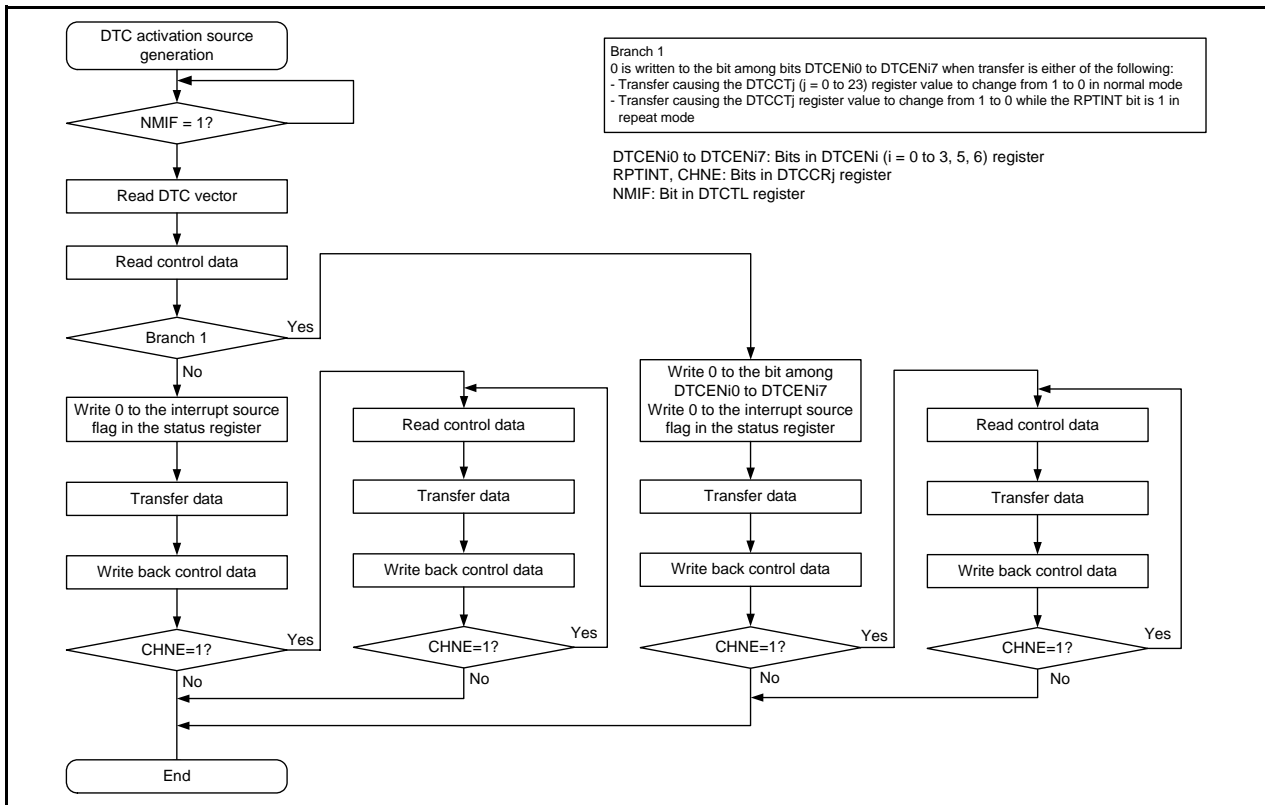 DTC activation source
generation
NMIF = 1?
Read DTC vector
Read control data
Branch 1
Yes
No
Write 0 to the interrupt source
flag in the status register
Transfer data
Write back control data
CHNE=1?
Yes
No
Read control data
Transfer data
Write back control data
CHNE=1?
Yes
No
Branch 1
0 is written to the bit among bits DTCENi0 to DTCENi7 when transfer is either of the following:
- Transfer causing the DTCCTj (j = 0 to 23) register value to change from 1 to 0 in normal mode
- Transfer causing the DTCCTj register value to change from 1 to 0 while the RPTINT bit is 1 in
repeat mode
DTCENi0 to DTCENi7: Bits in DTCENi (i = 0 to 3, 5, 6) register
RPTINT, CHNE: Bits in DTCCRj register
NMIF: Bit in DTCTL register
Write 0 to the bit among
DTCENi0 to DTCENi7
Write 0 to the interrupt source
flag in the status register
Transfer data
Write back control data
CHNE=1?
Yes
No
Read control data
Transfer data
Write back control data
CHNE=1?
Yes
No
End